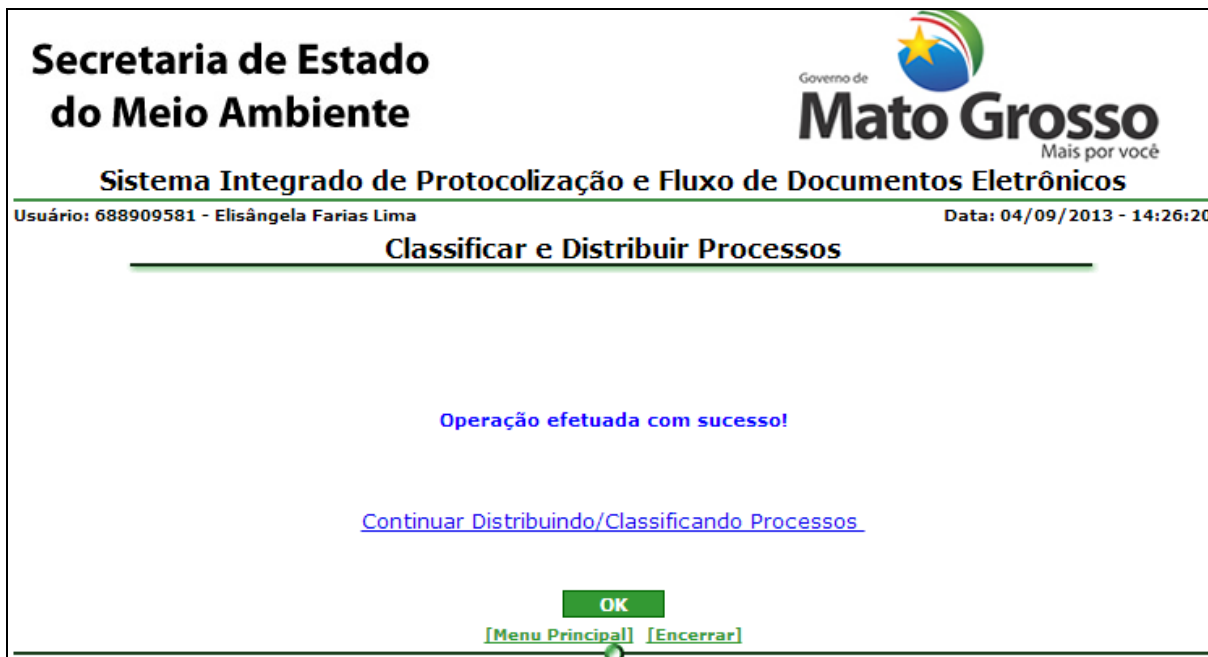 Secretaria de Estado
do Meio Ambiente
Governo de
Mato Grosso
Mais por você
Sistema Integrado de Protocolização e Fluxo de Documentos Eletrônicos
Usuário: 688909581 - Elisângela Farias Lima Data: 04/09/2013 - 14:26:20
Classificar e Distribuir Processos
Operação efetuada com sucesso!
Continuar Distribuindo/Classificando Processos
OK
[Menu Principal] [Encerrar]